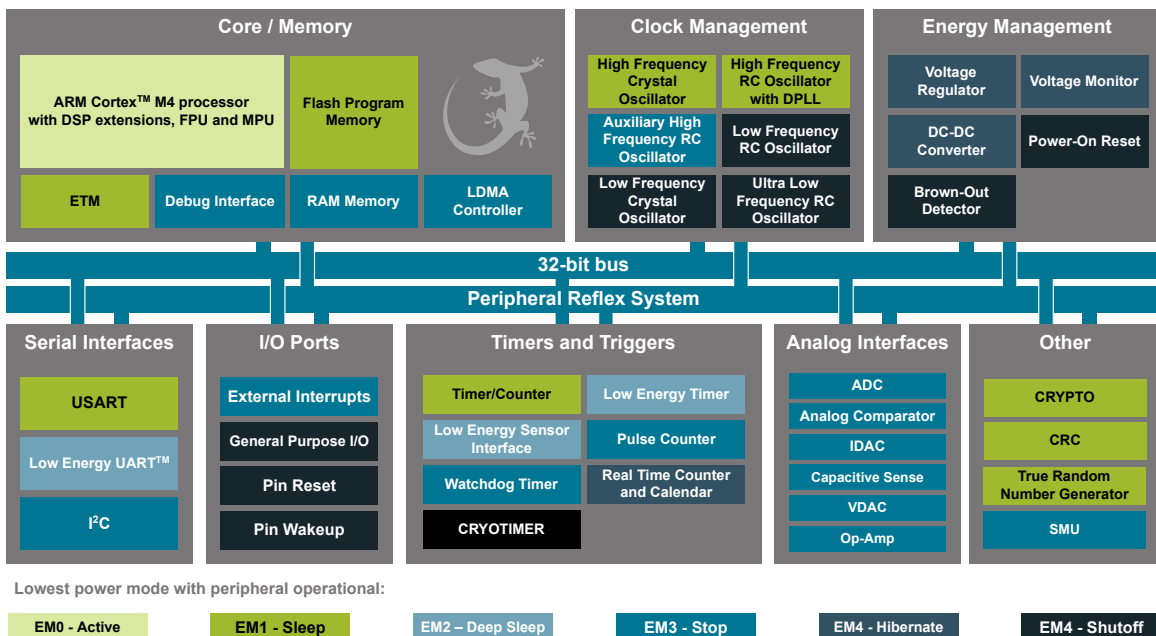 Core / Memory
ARM Cortex™ M4 processor
with DSP extensions, FPU and MPU
Flash Program
Memory
ETM
Debug Interface
RAM Memory
LDMA
Controller
Clock Management
High Frequency
Crystal
Oscillator
High Frequency
RC Oscillator
with DPLL
Auxiliary High
Frequency RC
Oscillator
Low Frequency
RC Oscillator
Low Frequency
Crystal
Oscillator
Ultra Low
Frequency RC
Oscillator
Energy Management
Voltage
Regulator
Voltage Monitor
DC-DC
Converter
Power-On Reset
Brown-Out
Detector
32-bit bus
Peripheral Reflex System
Serial Interfaces
USART
Low Energy UART™
I²C
I/O Ports
External Interrupts
General Purpose I/O
Pin Reset
Pin Wakeup
Timers and Triggers
Timer/Counter
Low Energy Timer
Low Energy Sensor
Interface
Pulse Counter
Watchdog Timer
Real Time Counter
and Calendar
CRYOTIMER
Analog Interfaces
ADC
Analog Comparator
IDAC
Capacitive Sense
VDAC
Op-Amp
Other
CRYPTO
CRC
True Random
Number Generator
SMU
Lowest power mode with peripheral operational:
EM0 - Active
EM1 - Sleep
EM2 – Deep Sleep
EM3 - Stop
EM4 - Hibernate
EM4 - Shutoff